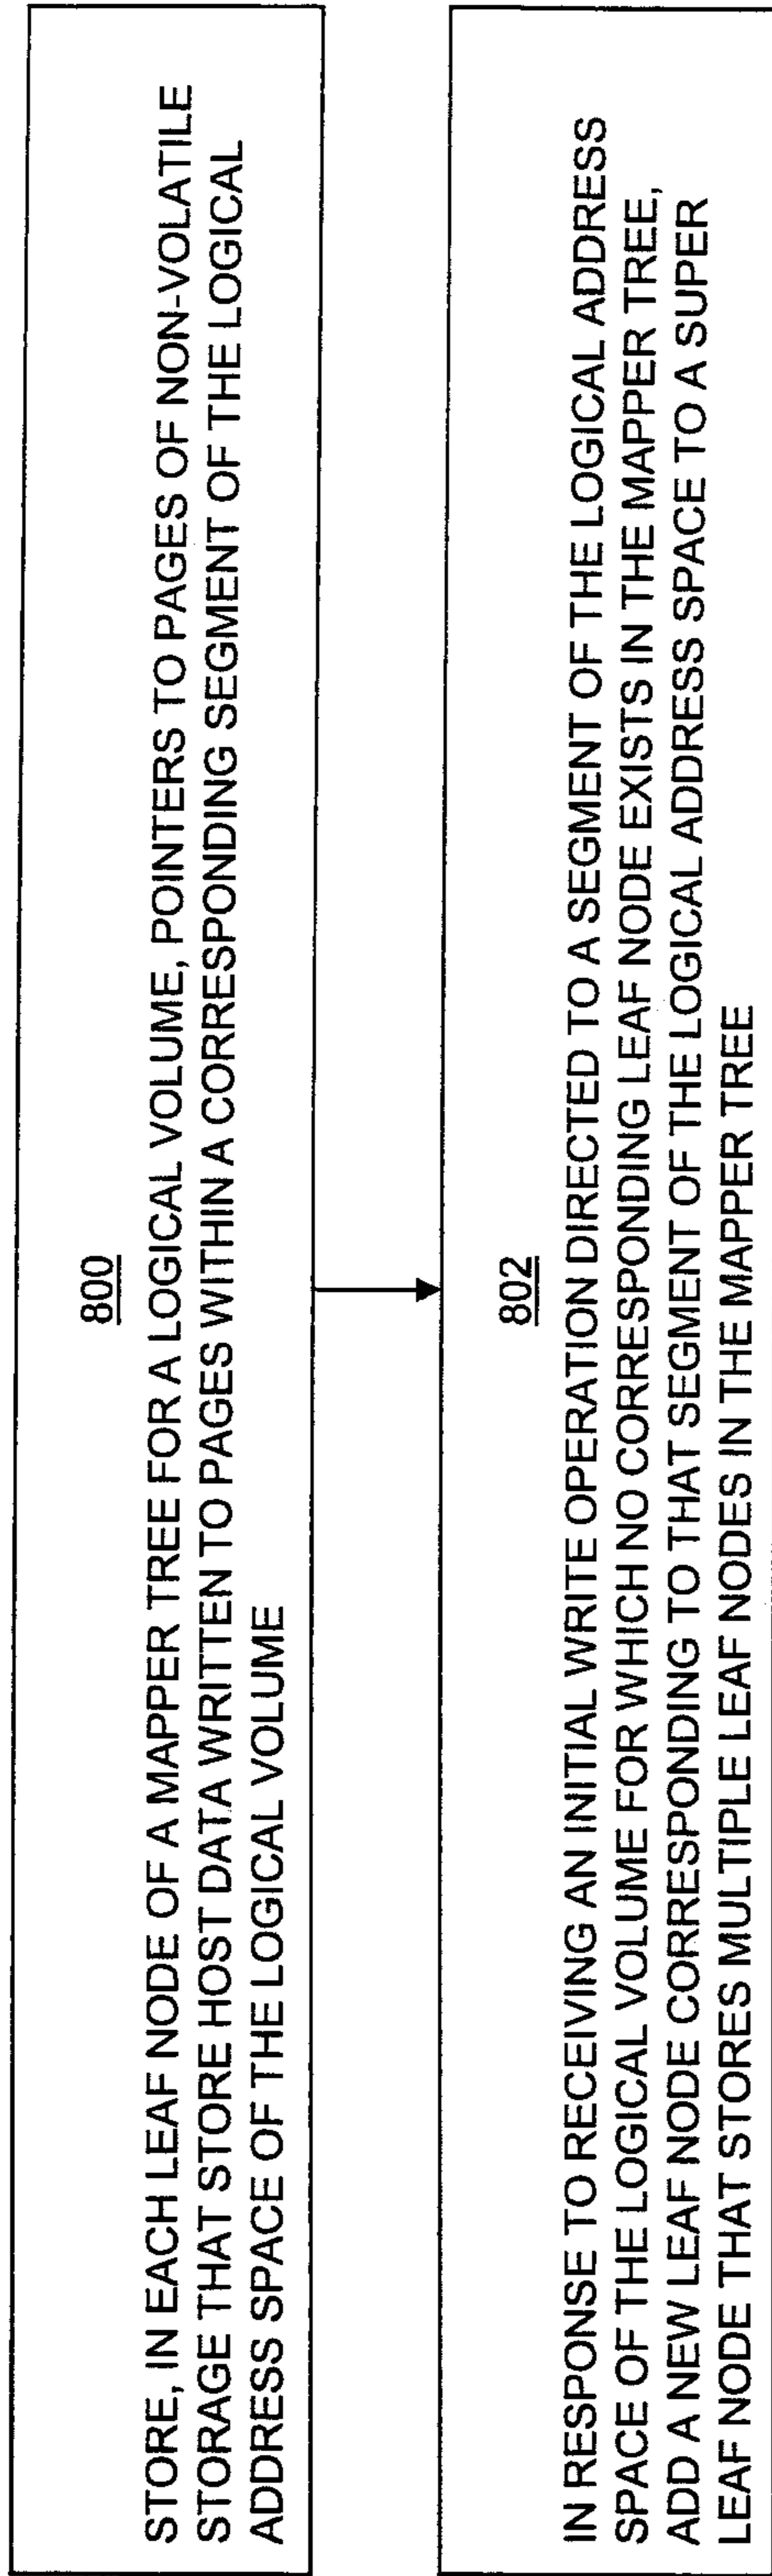 800
STORE, IN EACH LEAF NODE OF A MAPPER TREE FOR A LOGICAL VOLUME, POINTERS TO PAGES OF NON-VOLATILE
STORAGE THAT STORE HOST DATA WRITTEN TO PAGES WITHIN A CORRESPONDING SEGMENT OF THE LOGICAL
ADDRESS SPACE OF THE LOGICAL VOLUME
802
IN RESPONSE TO RECEIVING AN INITIAL WRITE OPERATION DIRECTED TO A SEGMENT OF THE LOGICAL ADDRESS
SPACE OF THE LOGICAL VOLUME FOR WHICH NO CORRESPONDING LEAF NODE EXISTS IN THE MAPPER TREE,
ADD A NEW LEAF NODE CORRESPONDING TO THAT SEGMENT OF THE LOGICAL ADDRESS SPACE TO A SUPER
LEAF NODE THAT STORES MULTIPLE LEAF NODES IN THE MAPPER TREE